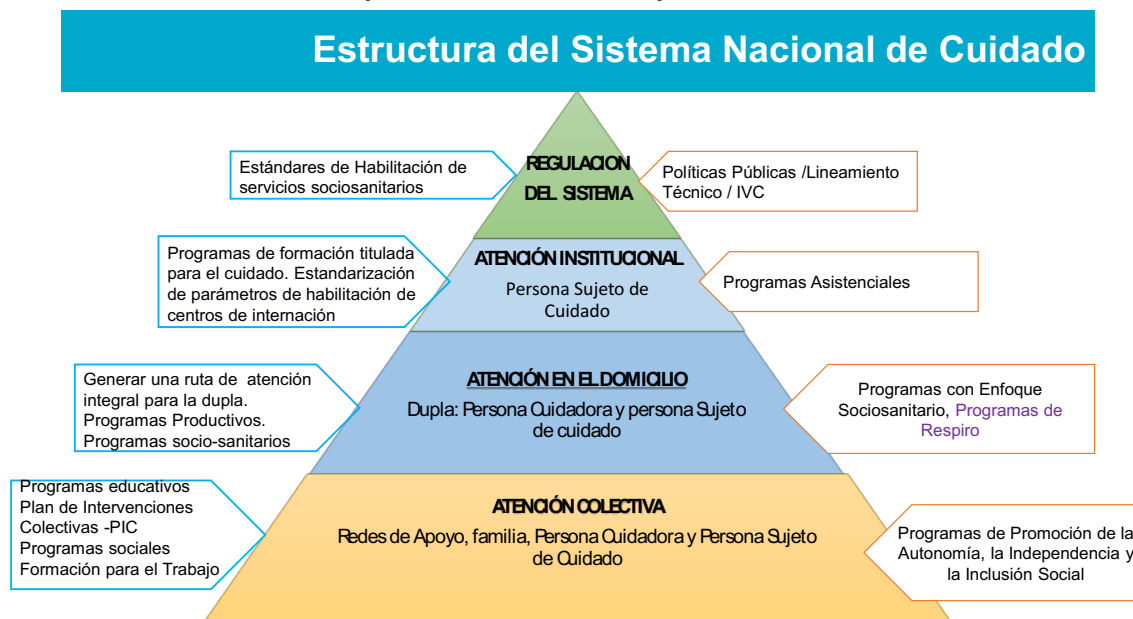 Estructura del Sistema Nacional de Cuidado
Estándares de Habilitación de
servicios sociosanitarios
REGULACION
DEL SISTEMA
Políticas Públicas /Lineamiento
Técnico / IVC
Programas de formación titulada
para el cuidado. Estandarización
de parámetros de habilitación de
centros de internación
ATENCIÓN INSTITUCIONAL
Persona Sujeto de
Cuidado
Programas Asistenciales
Generar una ruta de atención
integral para la dupla.
Programas Productivos.
Programas socio-sanitarios
ATENCIÓN EN EL DOMICILIO
Dupla: Persona Cuidadora y persona Sujeto
de cuidado
Programas con Enfoque
Sociosanitario, Programas de
Respiro
Programas educativos
Plan de Intervenciones
Colectivas -PIC
Programas sociales
Formación para el Trabajo
ATENCIÓN COLECTIVA
Redes de Apoyo, familia, Persona Cuidadora y Persona Sujeto
de Cuidado
Programas de Promoción de la
Autonomía, la Independencia y
la Inclusión Social